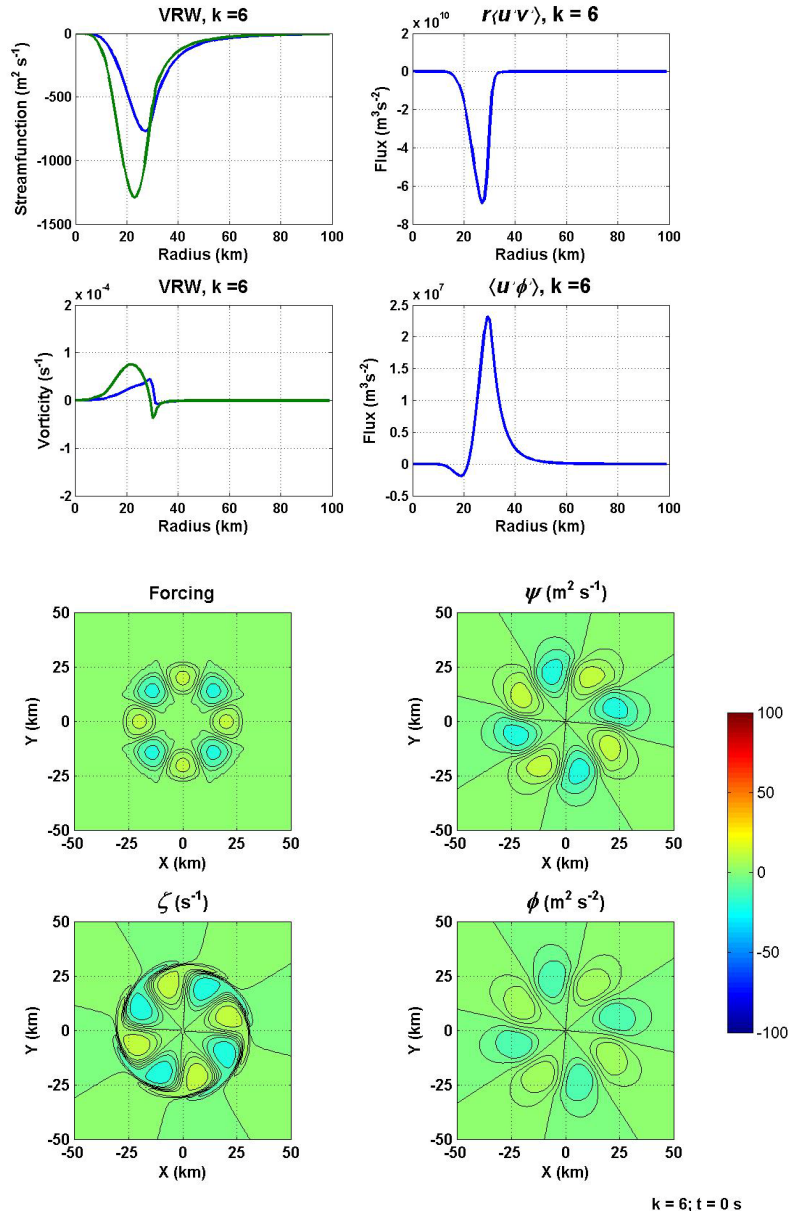 VRW, k =6
Streamfunction (m² s⁻¹)
0
-500
-1000
-1500
0 20 40 60 80 100
Radius (km)
r⟨u'v'⟩, k = 6
x 10¹⁰
Flux (m³s⁻²)
2
0
-2
-4
-6
-8
0 20 40 60 80 100
Radius (km)
VRW, k =6
x 10⁻⁴
Vorticity (s⁻¹)
2
1
0
-1
-2
0 20 40 60 80 100
Radius (km)
⟨u'ϕ'⟩, k = 6
x 10⁷
Flux (m³s⁻²)
2.5
2
1.5
1
0.5
0
-0.5
0 20 40 60 80 100
Radius (km)
Forcing
Y (km)
50
25
0
-25
-50
-50 -25 0 25 50
X (km)
ψ (m² s⁻¹)
Y (km)
50
25
0
-25
-50
-50 -25 0 25 50
X (km)
ζ (s⁻¹)
Y (km)
50
25
0
-25
-50
-50 -25 0 25 50
X (km)
ϕ (m² s⁻²)
Y (km)
50
25
0
-25
-50
-50 -25 0 25 50
X (km)
100
50
0
-50
-100
k = 6; t = 0 s